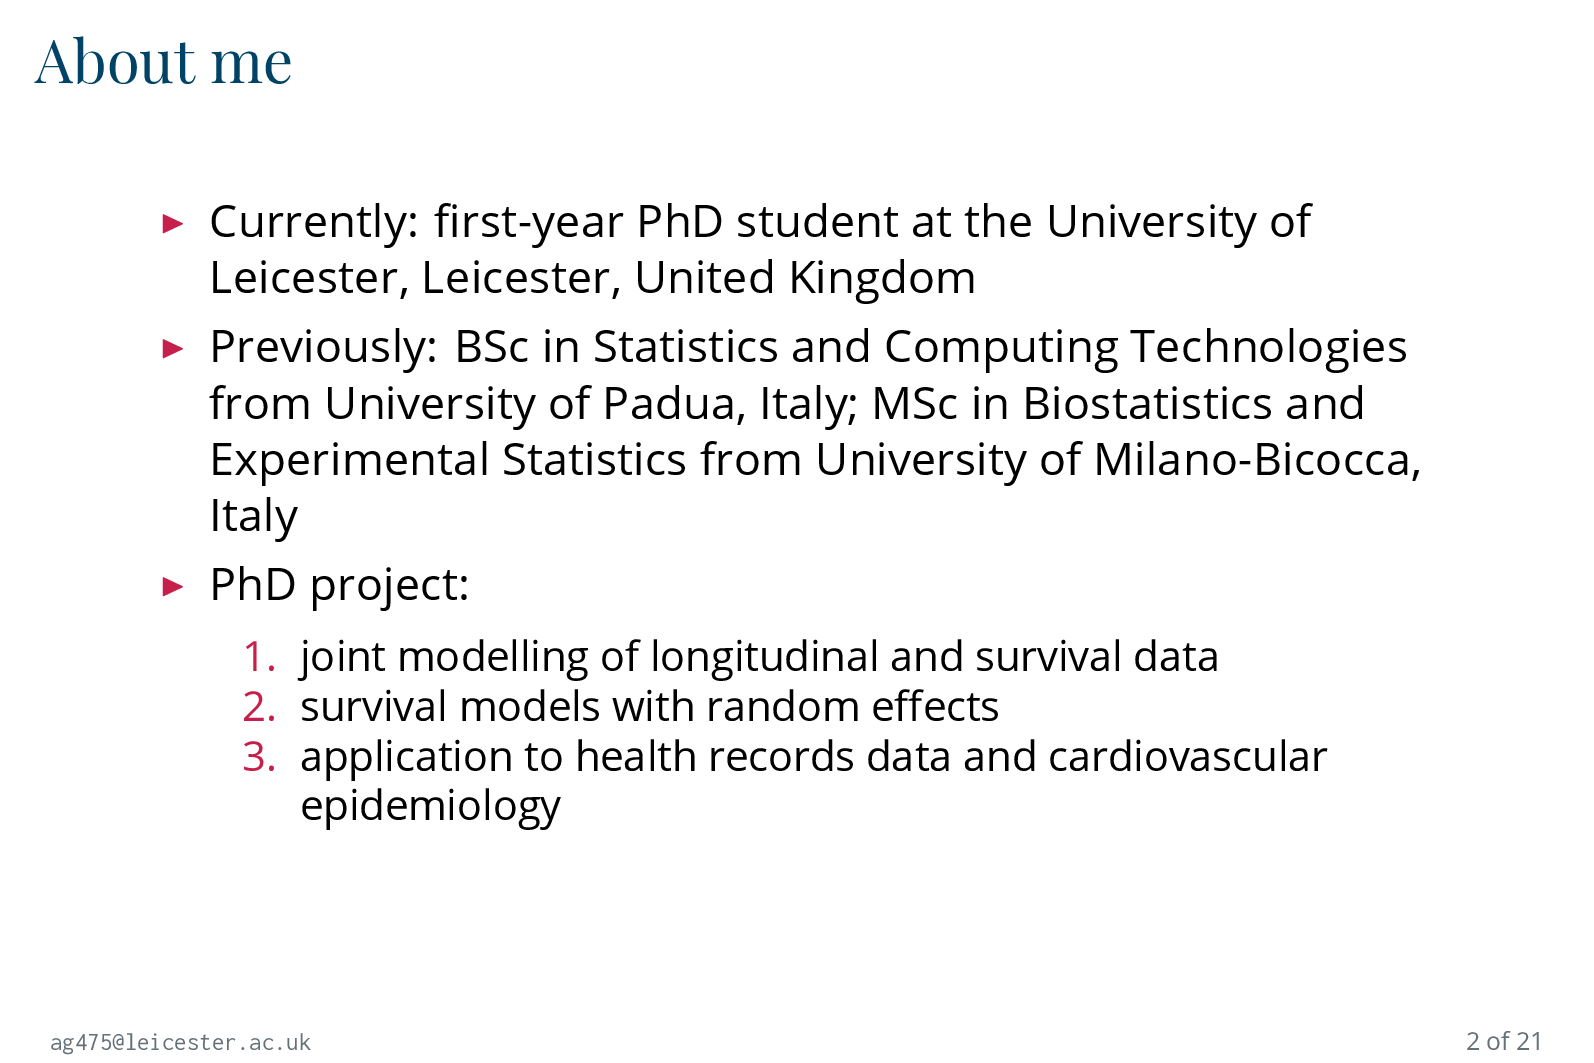 About me
▶ Currently: first-year PhD student at the University of
Leicester, Leicester, United Kingdom
▶ Previously: BSc in Statistics and Computing Technologies
from University of Padua, Italy; MSc in Biostatistics and
Experimental Statistics from University of Milano-Bicocca,
Italy
▶ PhD project:
1. joint modelling of longitudinal and survival data
2. survival models with random effects
3. application to health records data and cardiovascular
epidemiology
ag475@leicester.ac.uk
2 of 21